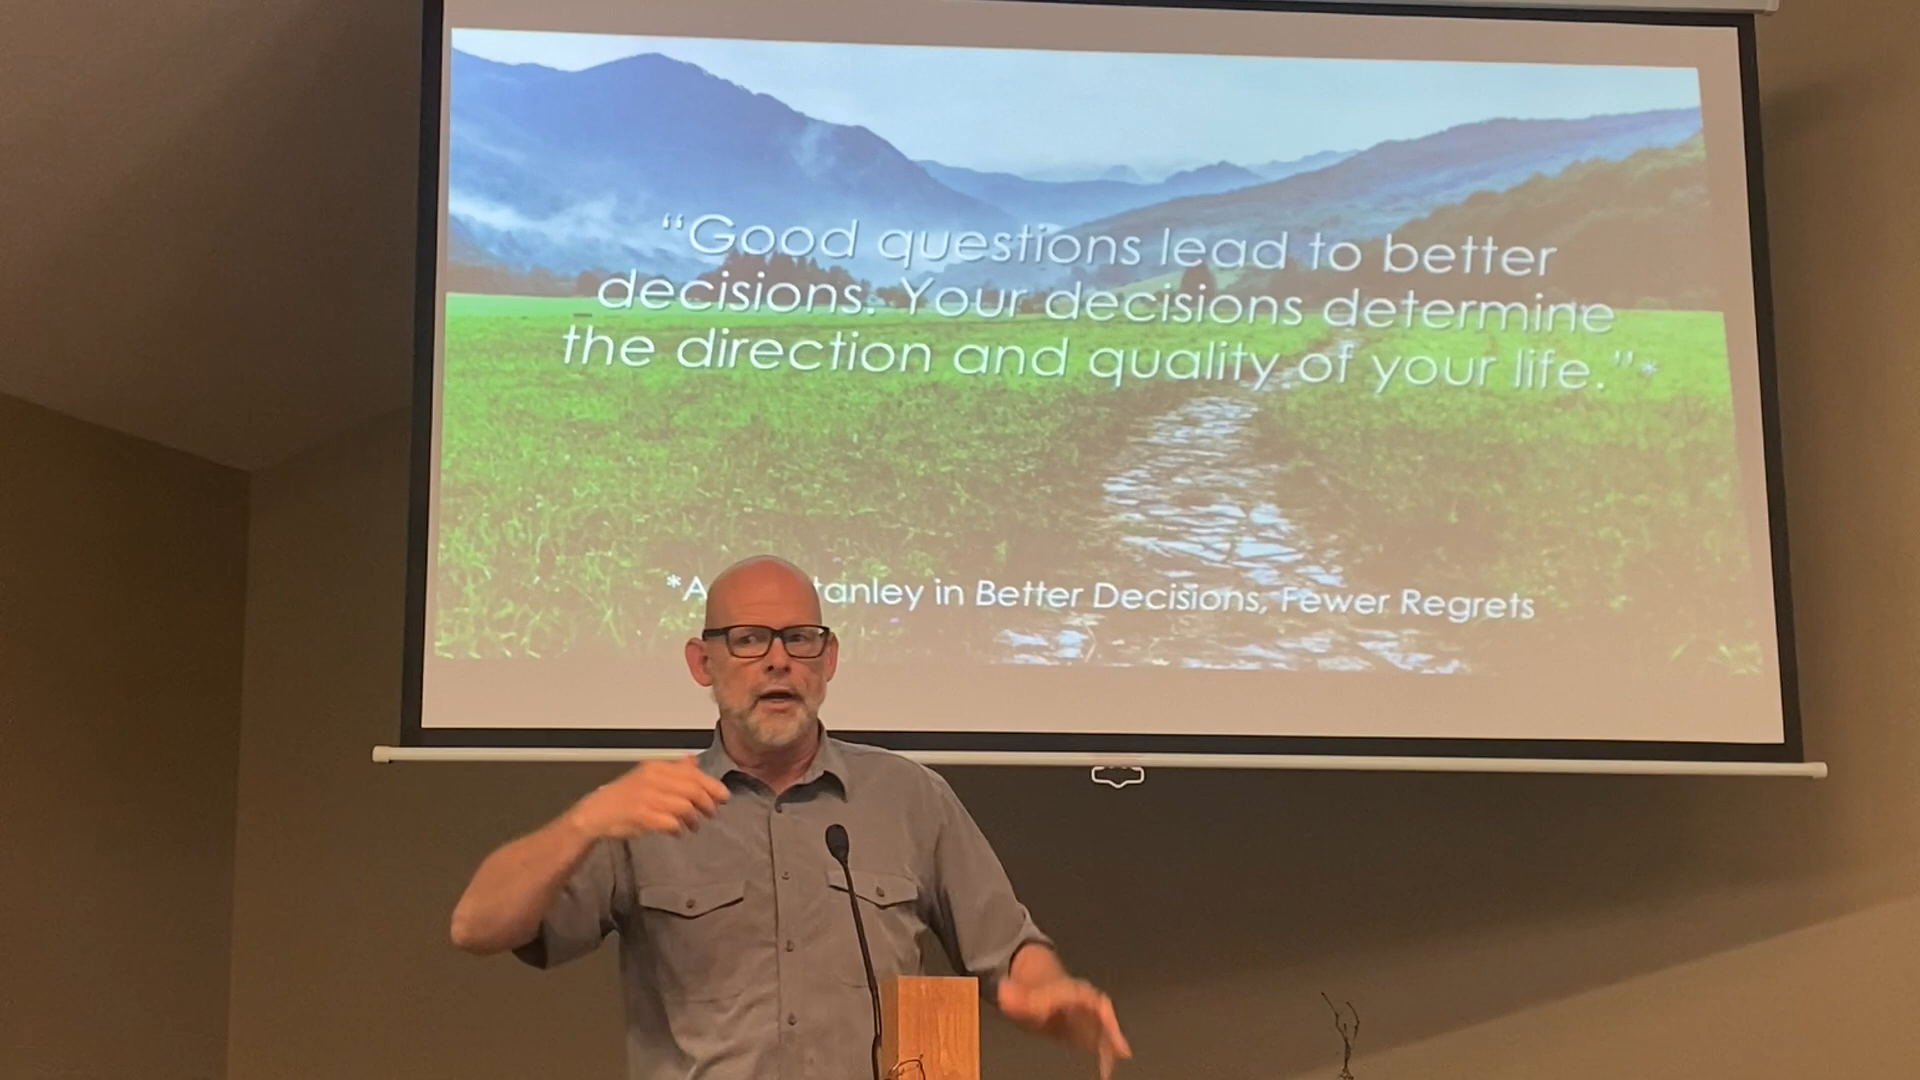 “Good questions lead to better
decisions. Your decisions determine
the direction and quality of your life.”*
*A tanley in Better Decisions, Fewer Regrets